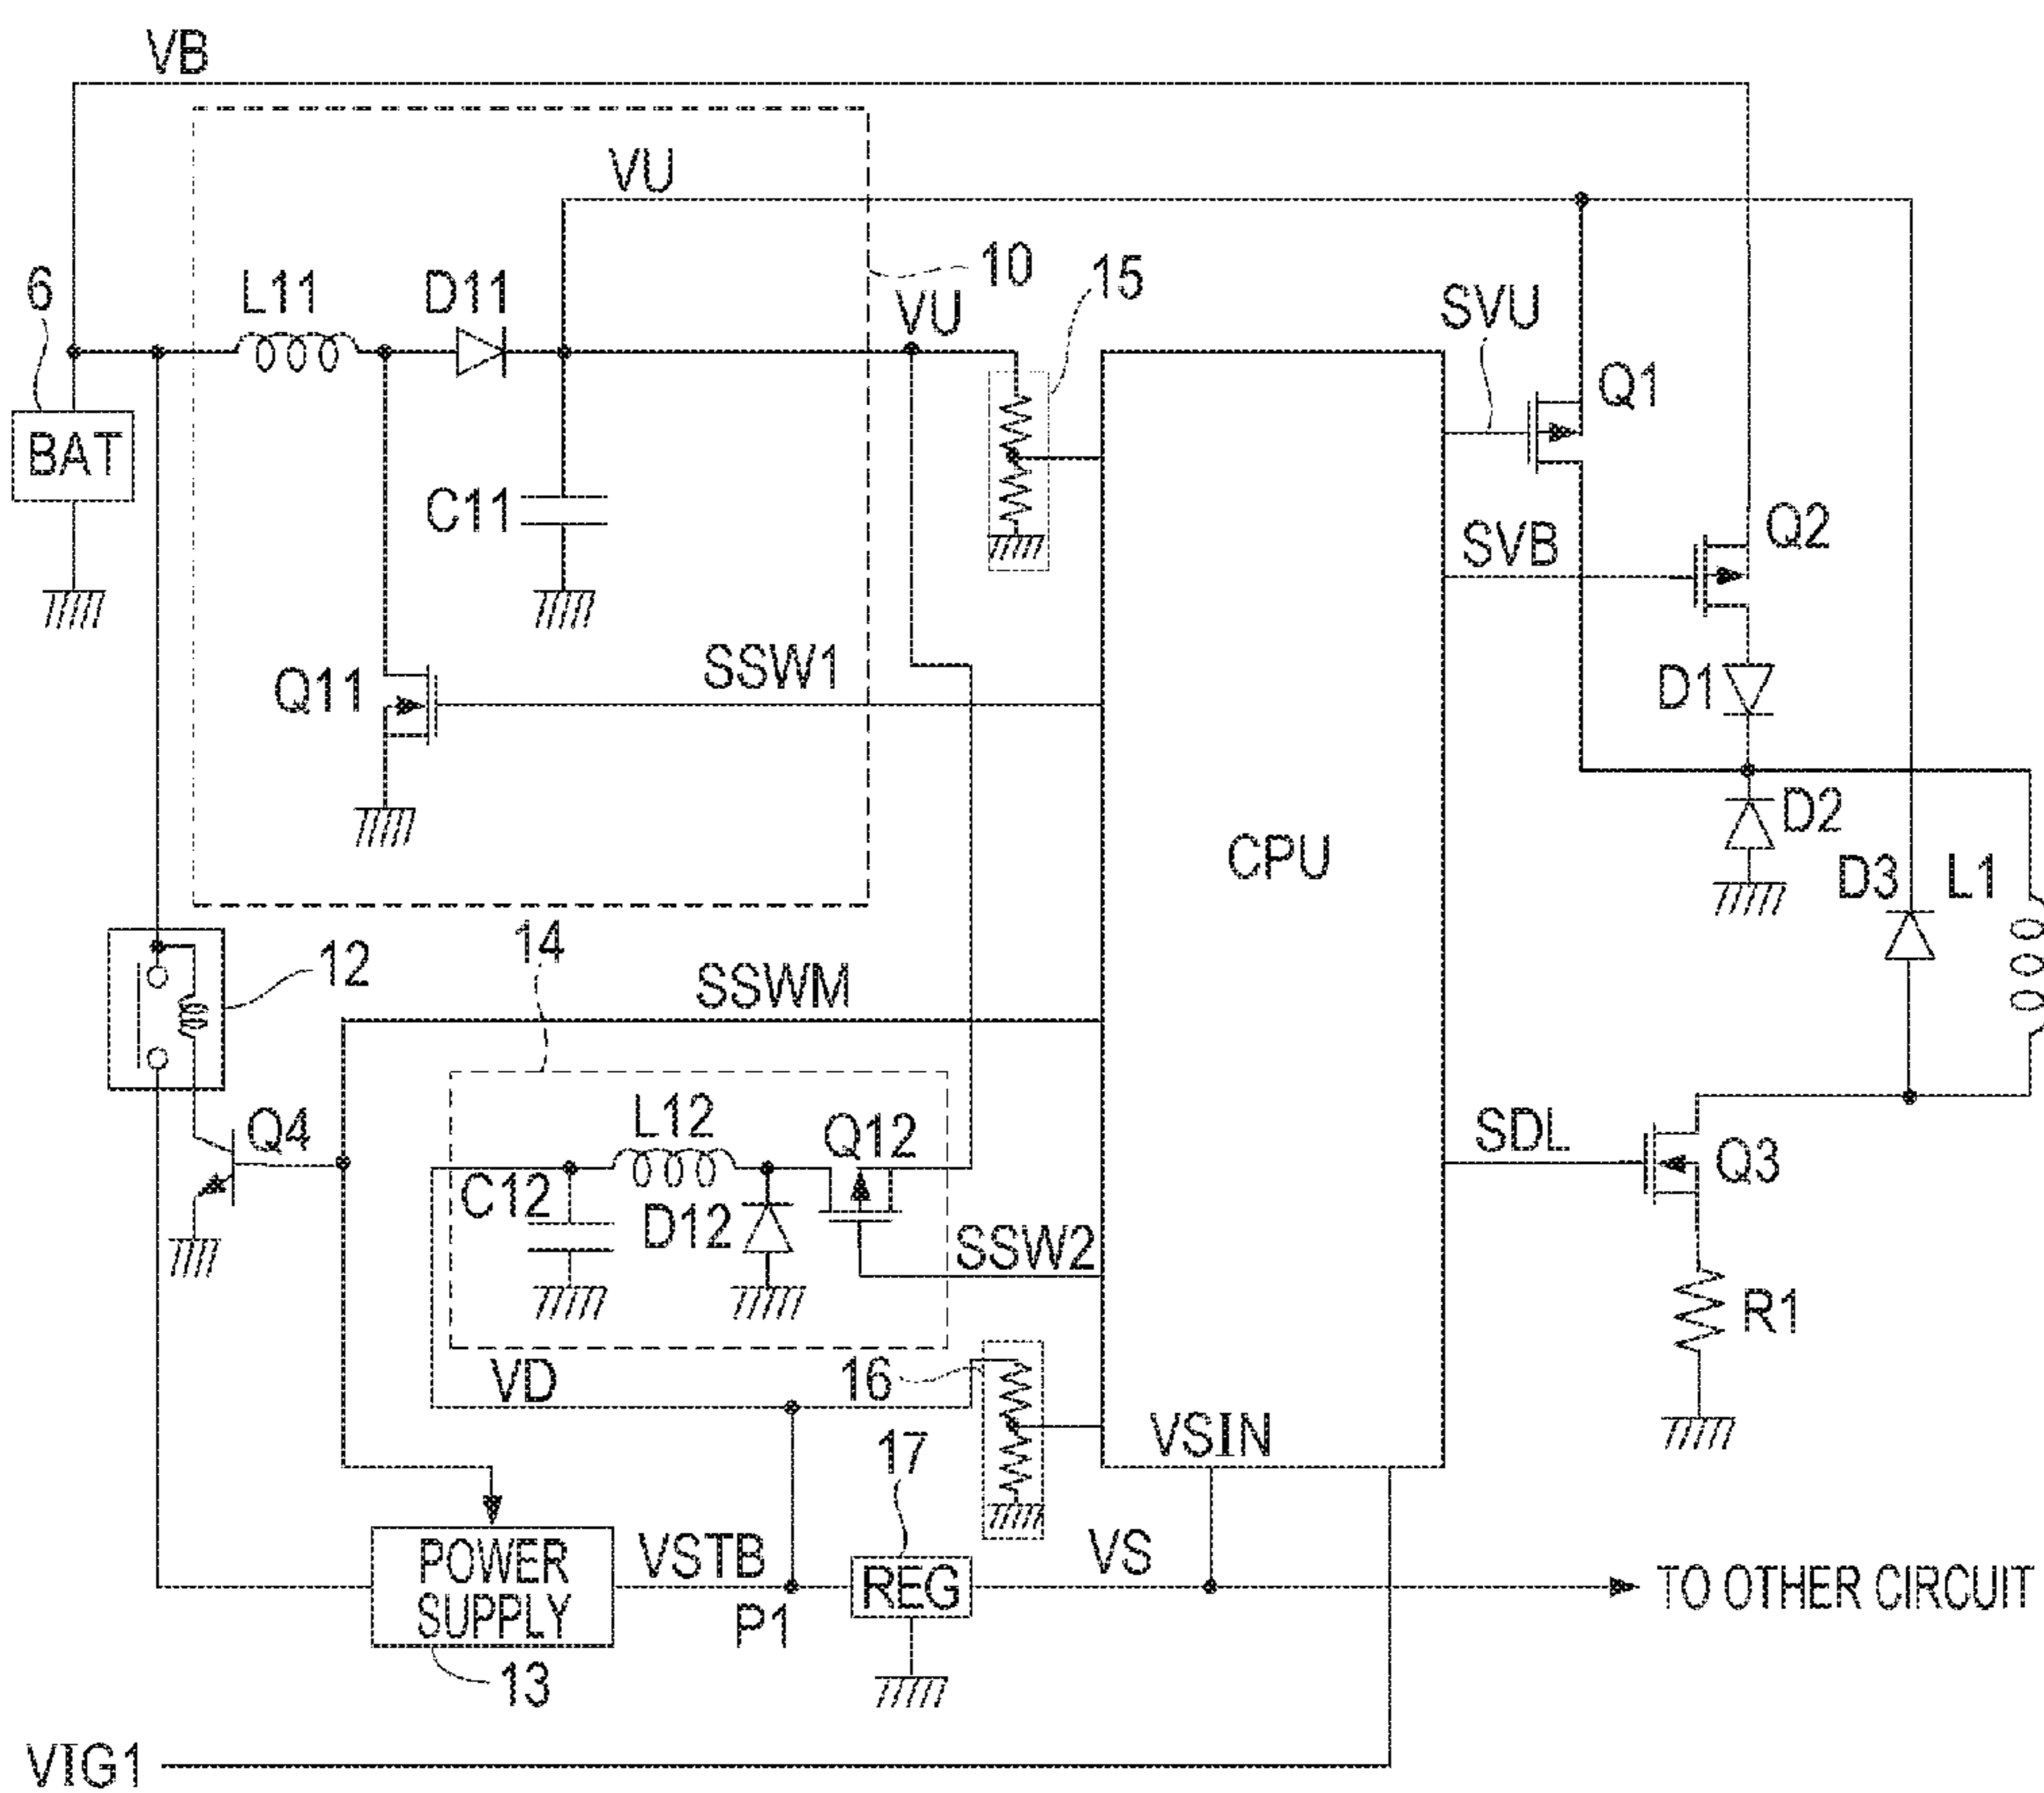 VB
VU
6
L11
D11
10
VU
15
SVU
Q1
BAT
C11
SVB
Q2
Q11
SSW1
D1
CPU
D2
D3
L1
12
14
SSWM
Q4
L12
Q12
SDL
Q3
C12
D12
SSW2
R1
VD
16
17
VSIN
POWER
SUPPLY
VSTB
P1
REG
VS
TO OTHER CIRCUIT
13
VIG1